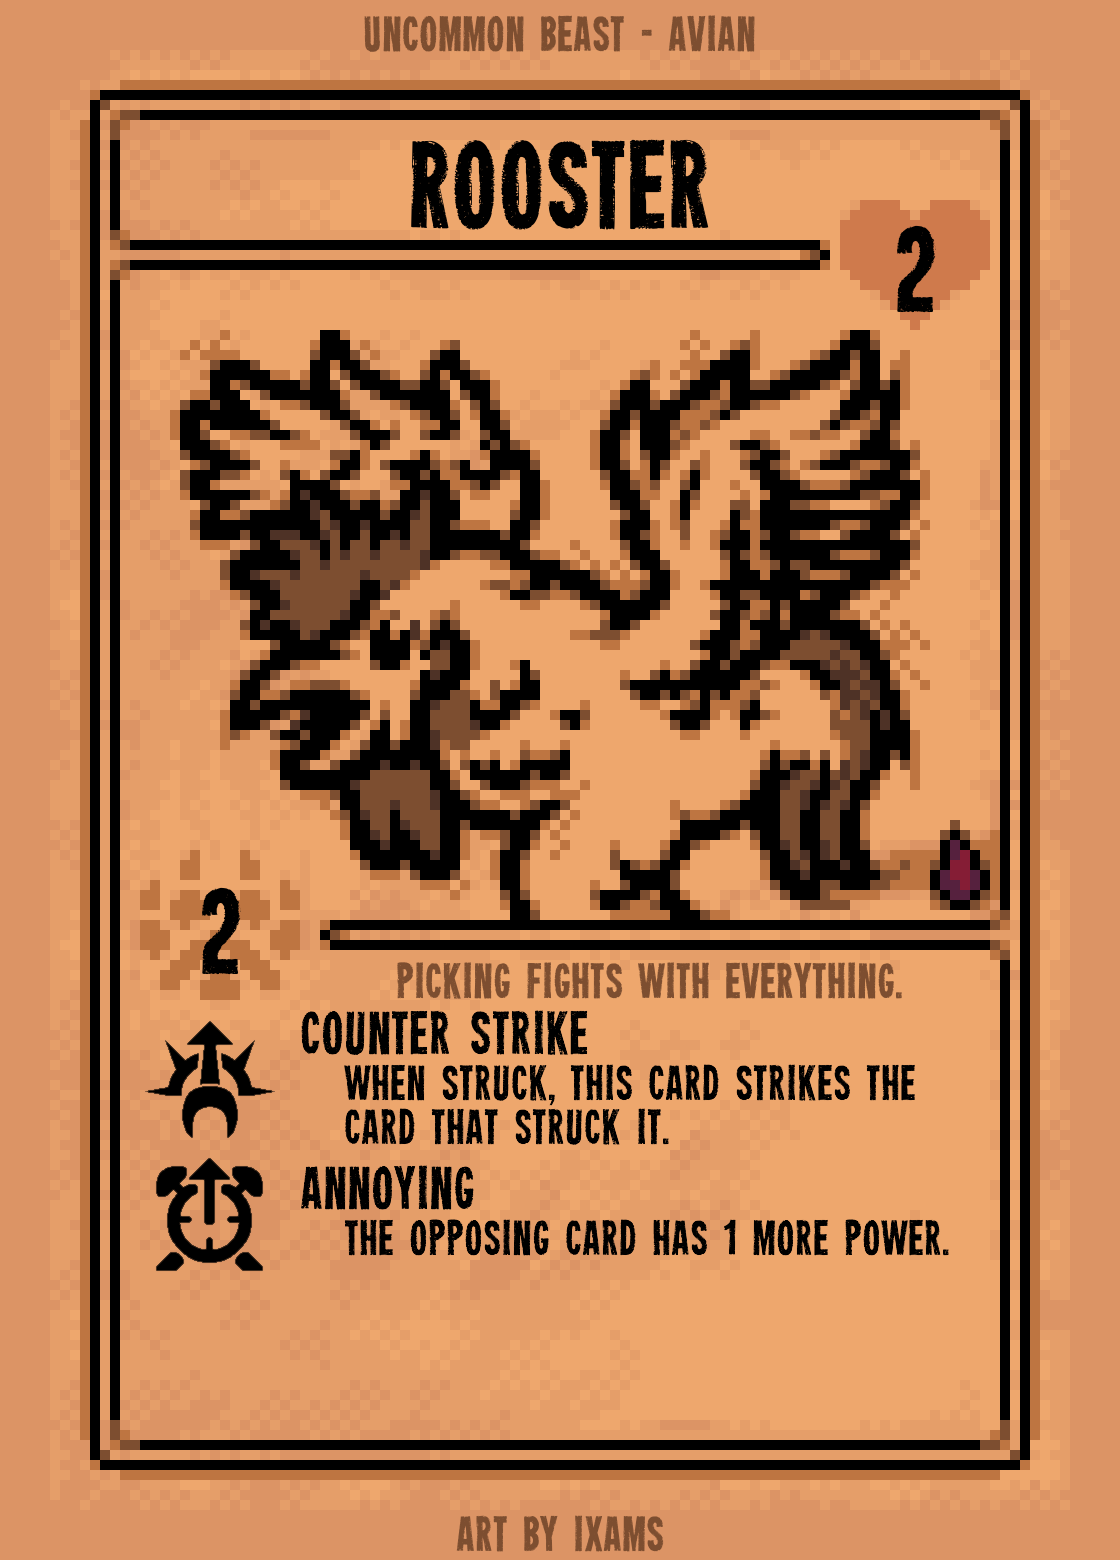 UNCOMMON BEAST - AVIAN
ROOSTER
2
2
PICKING FIGHTS WITH EVERYTHING.
COUNTER STRIKE
WHEN STRUCK, THIS CARD STRIKES THE
CARD THAT STRUCK IT.
ANNOYING
THE OPPOSING CARD HAS 1 MORE POWER.
ART BY IXAMS